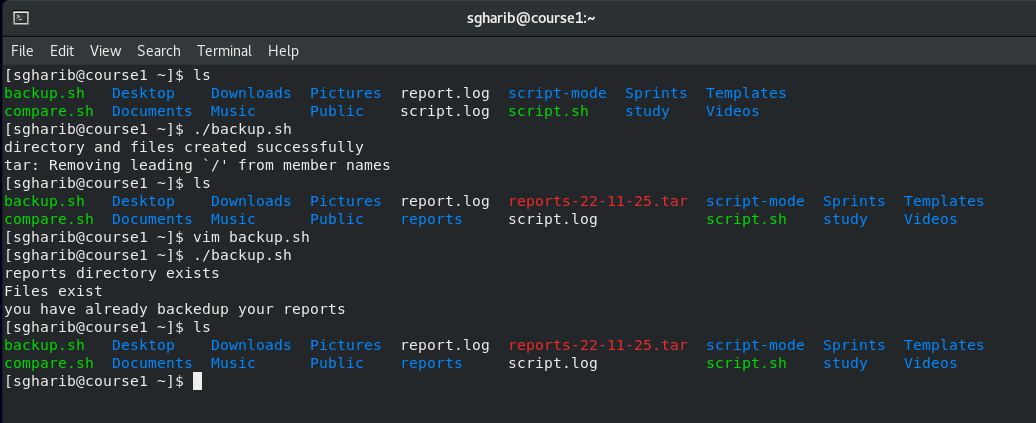 sgharib@course1:~
File Edit View Search Terminal Help
[sgharib@course1 ~]$ ls
backup.sh Desktop Downloads Pictures report.log script-mode Sprints Templates
compare.sh Documents Music Public script.log script.sh study Videos
[sgharib@course1 ~]$ ./backup.sh
directory and files created successfully
tar: Removing leading `/' from member names
[sgharib@course1 ~]$ ls
backup.sh Desktop Downloads Pictures report.log reports-22-11-25.tar script-mode Sprints Templates
compare.sh Documents Music Public reports script.log script.sh study Videos
[sgharib@course1 ~]$ vim backup.sh
[sgharib@course1 ~]$ ./backup.sh
reports directory exists
Files exist
you have already backedup your reports
[sgharib@course1 ~]$ ls
backup.sh Desktop Downloads Pictures report.log reports-22-11-25.tar script-mode Sprints Templates
compare.sh Documents Music Public reports script.log script.sh study Videos
[sgharib@course1 ~]$